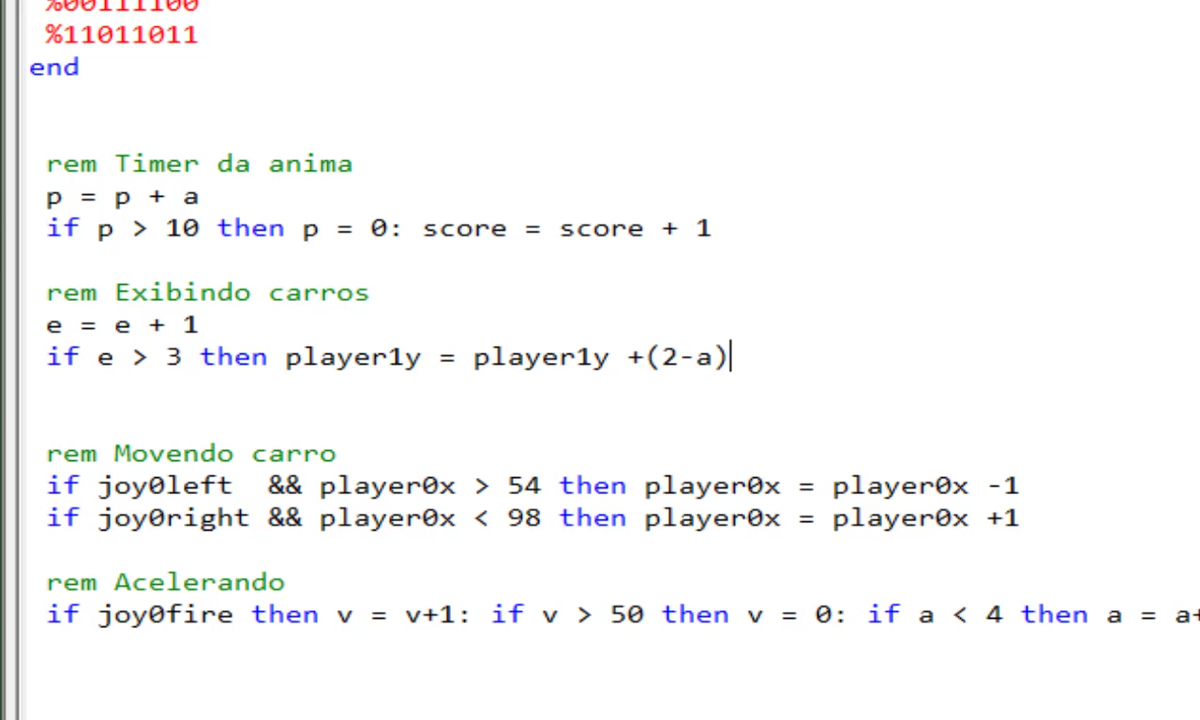 %00111100
%11011011
end
rem Timer da anima
p = p + a
if p > 10 then p = 0: score = score + 1
rem Exibindo carros
e = e + 1
if e > 3 then player1y = player1y +(2-a)
rem Movendo carro
if joy0left  && player0x > 54 then player0x = player0x -1
if joy0right && player0x < 98 then player0x = player0x +1
rem Acelerando
if joy0fire then v = v+1: if v > 50 then v = 0: if a < 4 then a = a+